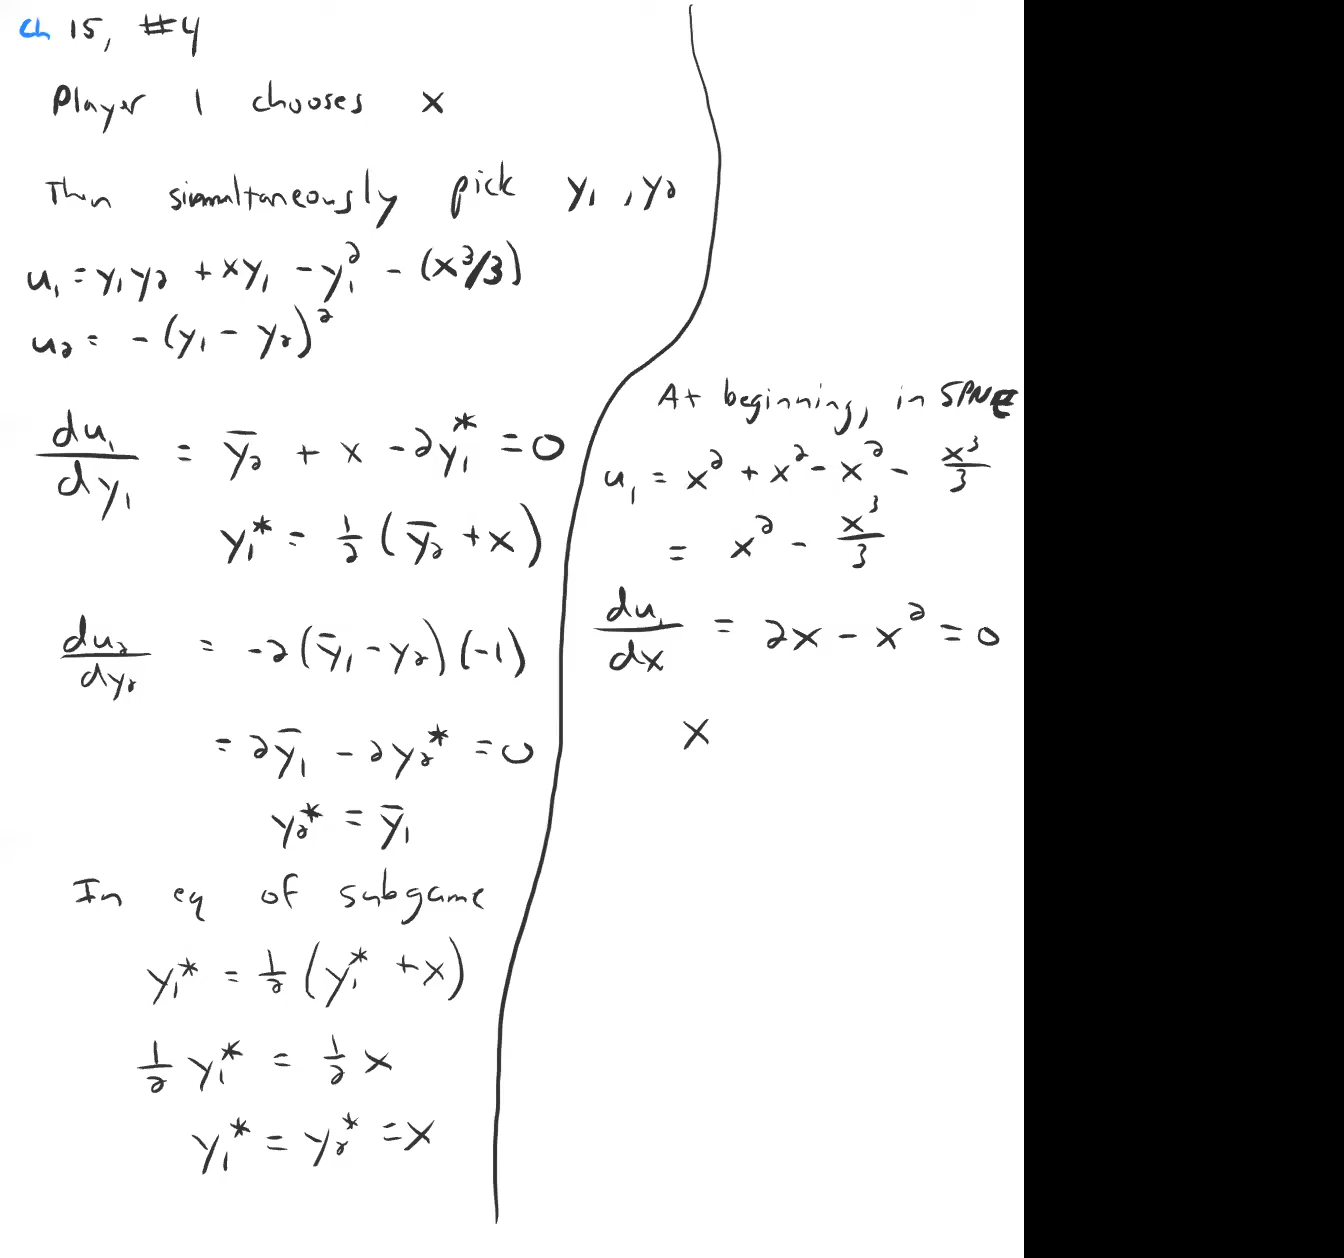 Ch 15, #4
Player 1 chooses x
Then simultaneously pick y₁, y₂
u₁ = y₁y₂ + xy₁ - y₁² - (x³/3)
u₂ = -(y₁ - y₂)²
du₁/dy₁ = ȳ₂ + x - 2y₁* = 0
y₁* = 1/2 (ȳ₂ + x)
du₂/dy₂ = -2(ȳ₁ - y₂)(-1)
= 2ȳ₁ - 2y₂* = 0
y₂* = ȳ₁
In eq of subgame
y₁* = 1/2 (y₁* + x)
1/2 y₁* = 1/2 x
y₁* = y₂* = x
At beginning, in SPNE
u₁ = x² + x² - x² - x³/3
= x² - x³/3
du₁/dx = 2x - x² = 0
x